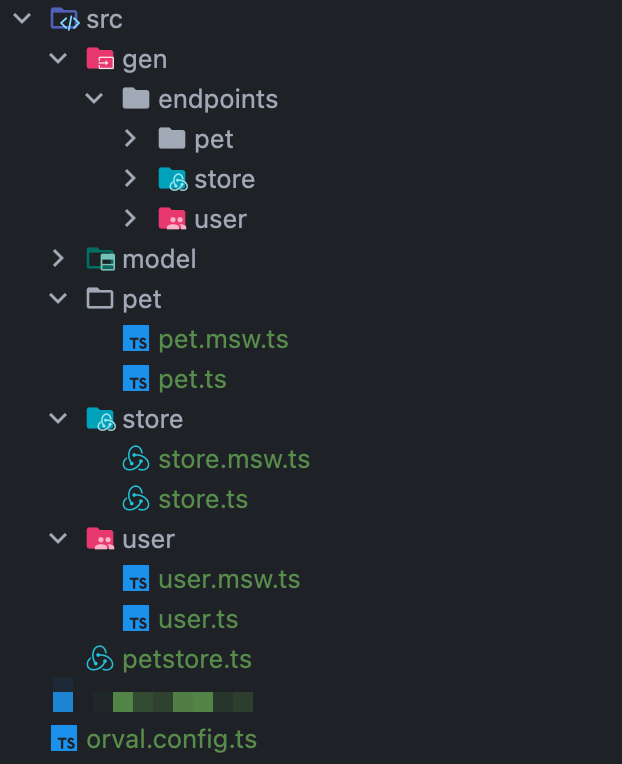 src
gen
endpoints
pet
store
user
model
pet
TS pet.msw.ts
TS pet.ts
store
store.msw.ts
store.ts
user
TS user.msw.ts
TS user.ts
petstore.ts
TS orval.config.ts